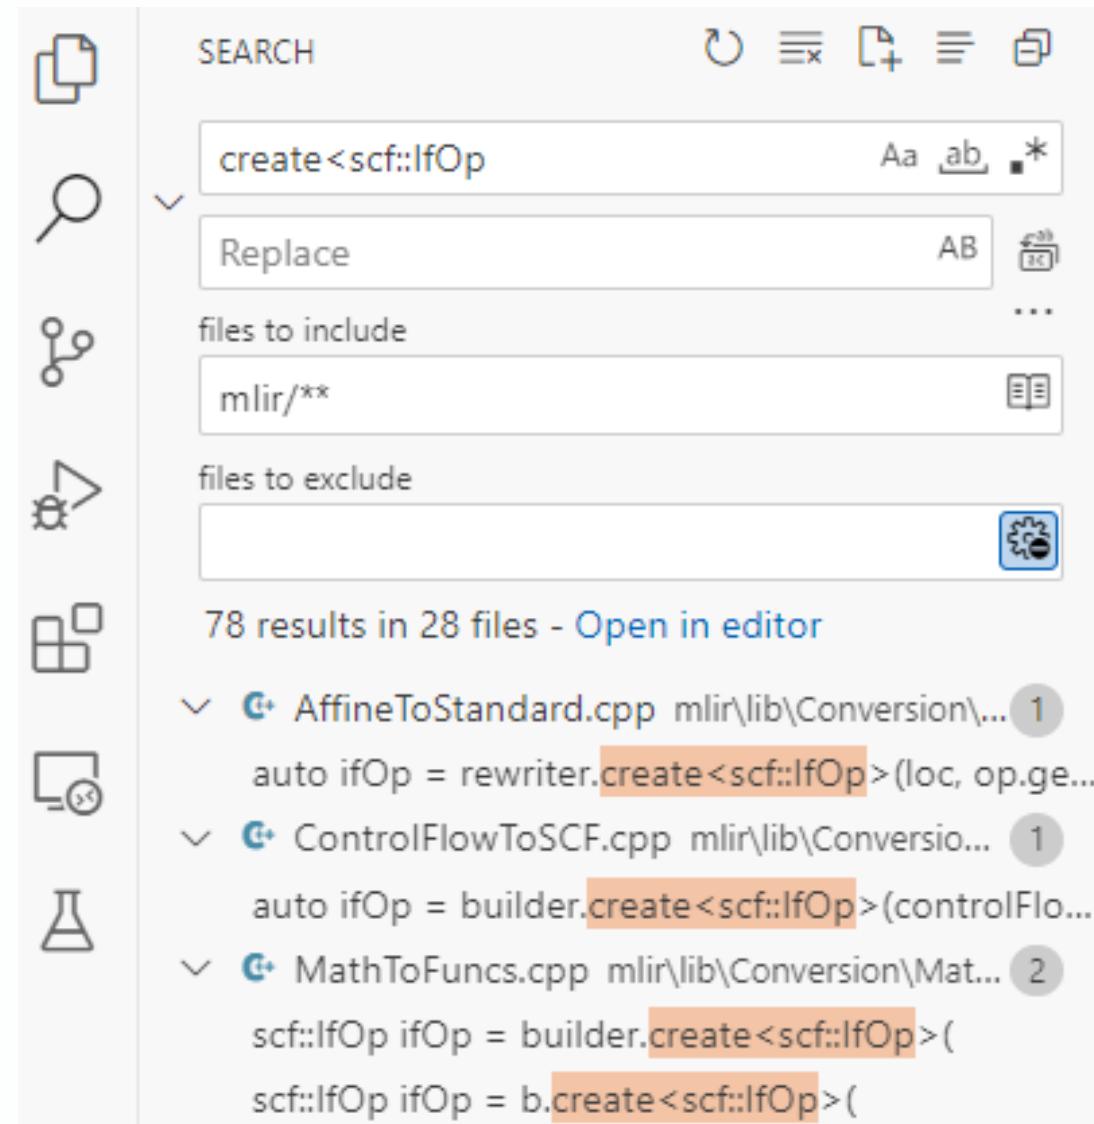 SEARCH
create<scf::IfOp Aa ab .*
Replace AB
files to include
...
mlir/**
files to exclude
78 results in 28 files - Open in editor
AffineToStandard.cpp mlir\lib\Conversion\... 1
auto ifOp = rewriter.create<scf::IfOp>(loc, op.ge...
ControlFlowToSCF.cpp mlir\lib\Conversio... 1
auto ifOp = builder.create<scf::IfOp>(controlFlo...
MathToFuncs.cpp mlir\lib\Conversion\Mat... 2
scf::IfOp ifOp = builder.create<scf::IfOp>(
scf::IfOp ifOp = b.create<scf::IfOp>(